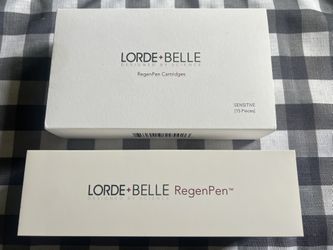 LORDE+BELLE
DESIGNED BY SCIENCE
RegenPen Cartridges
SENSITIVE
(15 Pieces)
LORDE+BELLE RegenPen™
DESIGNED BY SCIENCE